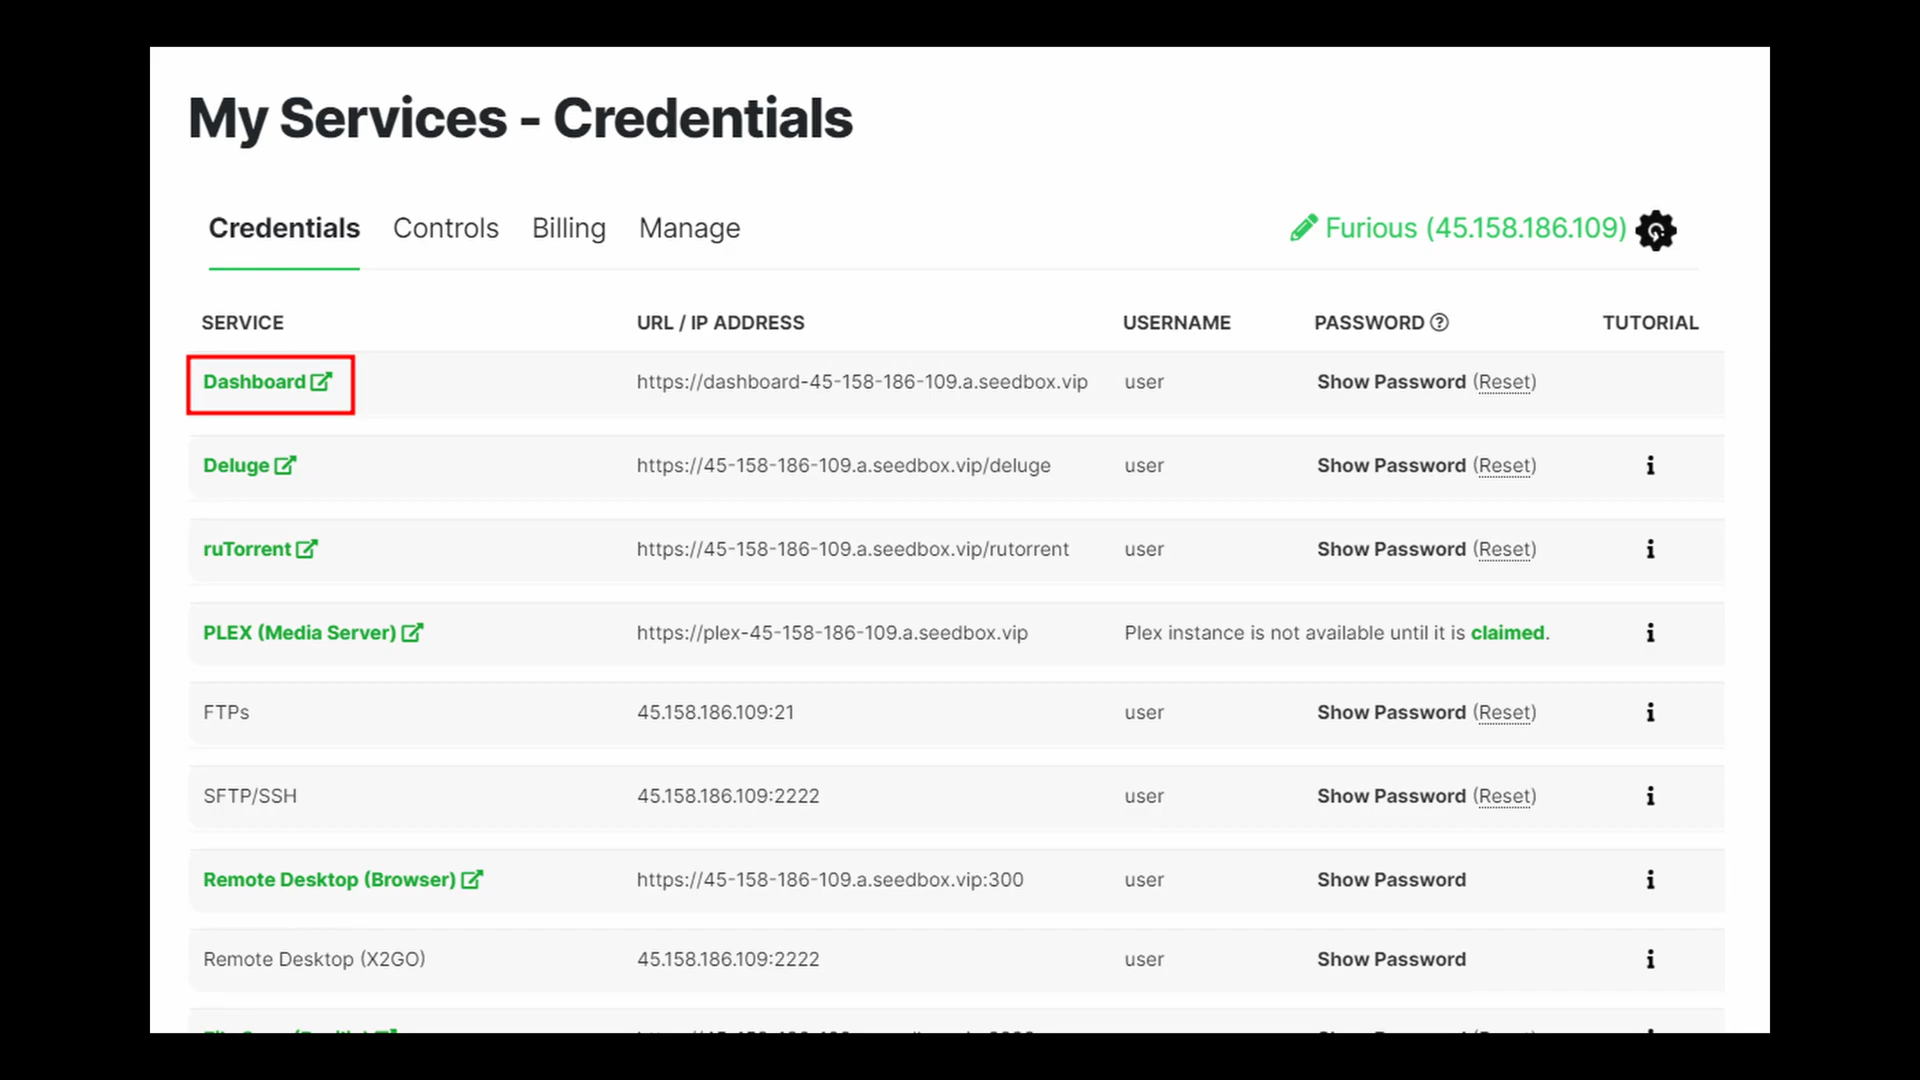 My Services - Credentials
Credentials Controls Billing Manage Furious (45.158.186.109)
SERVICE URL / IP ADDRESS USERNAME PASSWORD TUTORIAL
Dashboard https://dashboard-45-158-186-109.a.seedbox.vip user Show Password (Reset)
Deluge https://45-158-186-109.a.seedbox.vip/deluge user Show Password (Reset)
ruTorrent https://45-158-186-109.a.seedbox.vip/rutorrent user Show Password (Reset)
PLEX (Media Server) https://plex-45-158-186-109.a.seedbox.vip Plex instance is not available until it is claimed.
FTPs 45.158.186.109:21 user Show Password (Reset)
SFTP/SSH 45.158.186.109:2222 user Show Password (Reset)
Remote Desktop (Browser) https://45-158-186-109.a.seedbox.vip:300 user Show Password
Remote Desktop (X2GO) 45.158.186.109:2222 user Show Password